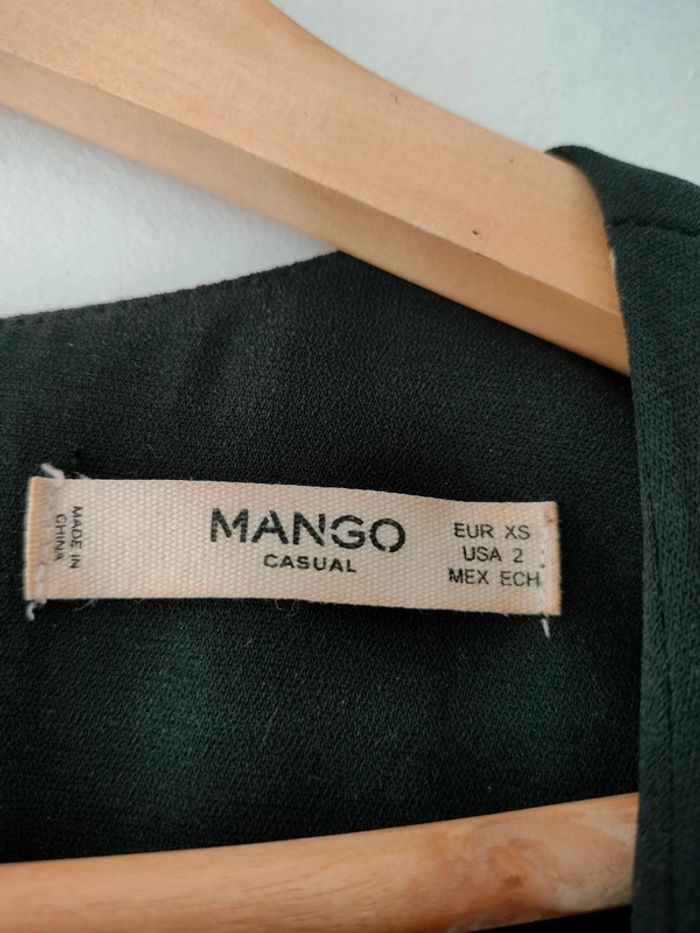 MADE IN
CHINA
MANGO
CASUAL
EUR XS
USA 2
MEX ECH